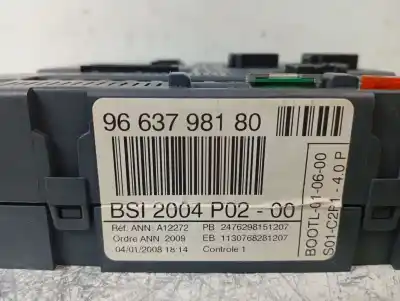 96 637 981 80
BSI 2004 P02 - 00
Réf. ANN A12272 PB 2476298151207
Ordre ANN 2009 EB 1130768281207
04/01/2008 18:14 Controle 1
BOOTL-01-06-00
S01-C2F1 - 4.0 P